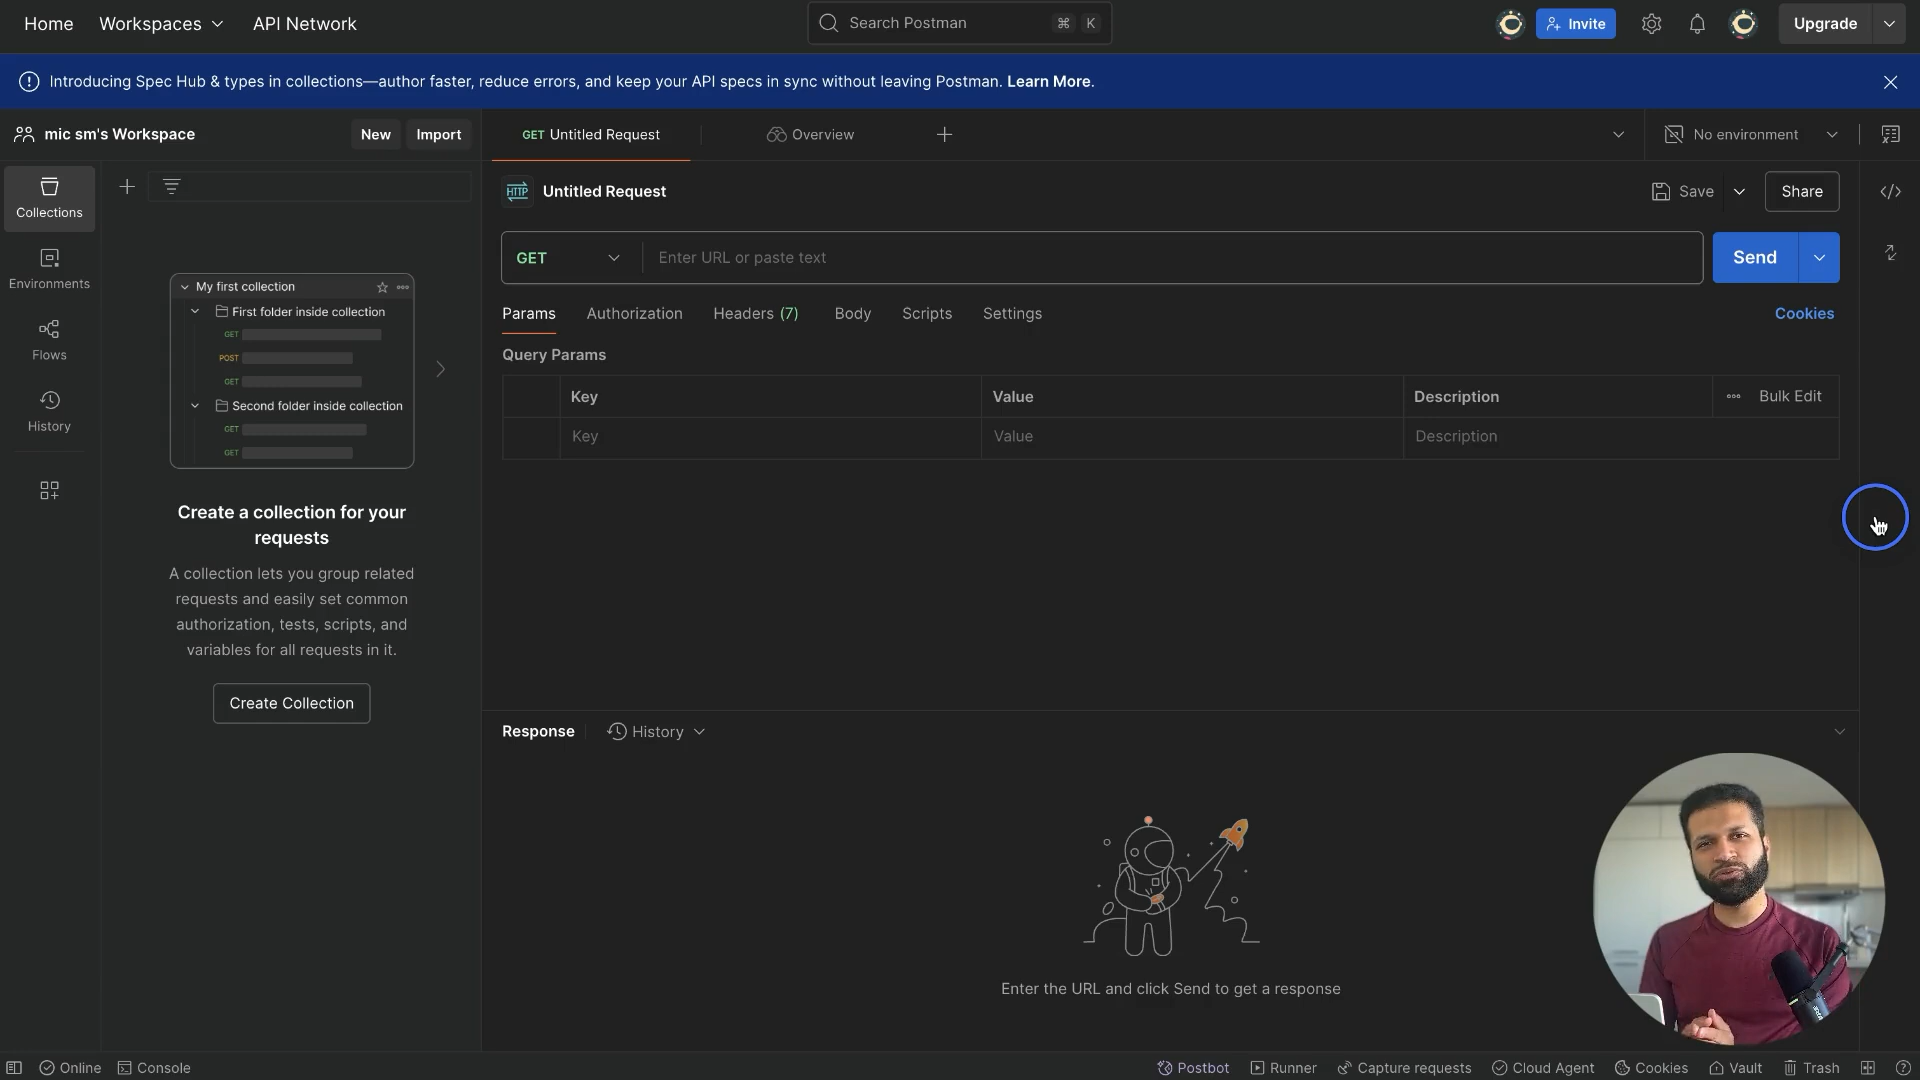 Home Workspaces API Network Search Postman ⌘ K Invite Upgrade
Introducing Spec Hub & types in collections—author faster, reduce errors, and keep your API specs in sync without leaving Postman. Learn More.
mic sm's Workspace New Import GET Untitled Request Overview No environment
Collections
Environments
Flows
History
My first collection
First folder inside collection
GET
POST
GET
Second folder inside collection
GET
GET
Create a collection for your
requests
A collection lets you group related
requests and easily set common
authorization, tests, scripts, and
variables for all requests in it.
Create Collection
HTTP Untitled Request Save Share
GET Enter URL or paste text Send
Params Authorization Headers (7) Body Scripts Settings Cookies
Query Params
Key Value Description Bulk Edit
Key Value Description
Response History
Enter the URL and click Send to get a response
Online Console Postbot Runner Capture requests Cloud Agent Cookies Vault Trash